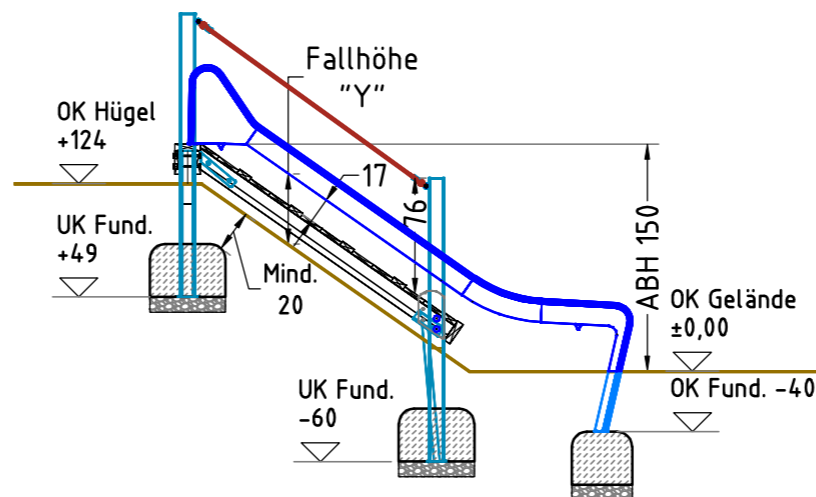 Fallhöhe
"Y"
OK Hügel
+124
17
UK Fund.
+49
76
Mind.
20
ABH 150
OK Gelände
±0,00
UK Fund.
-60
OK Fund. -40